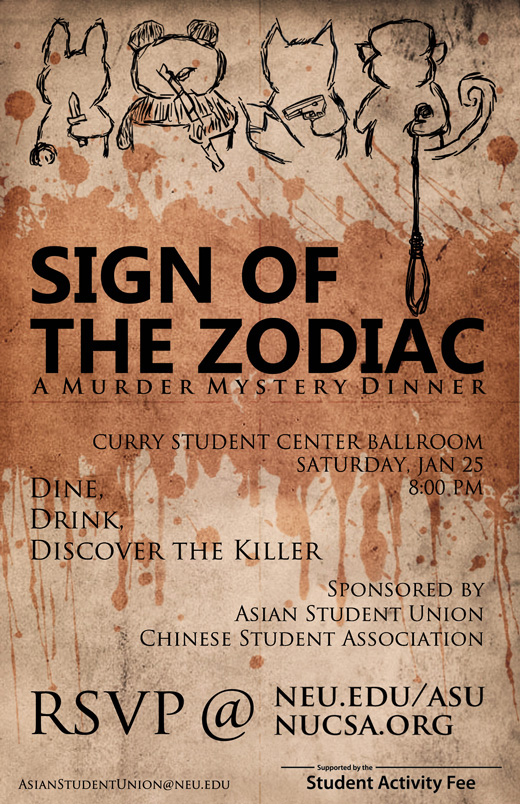 SIGN OF
THE ZODIAC
A MURDER MYSTERY DINNER
CURRY STUDENT CENTER BALLROOM
SATURDAY, JAN 25
8:00 PM
DINE,
DRINK,
DISCOVER THE KILLER
SPONSORED BY
ASIAN STUDENT UNION
CHINESE STUDENT ASSOCIATION
RSVP @ NEU.EDU/ASU
NUCSA.ORG
ASIANSTUDENTUNION@NEU.EDU
Supported by the
Student Activity Fee